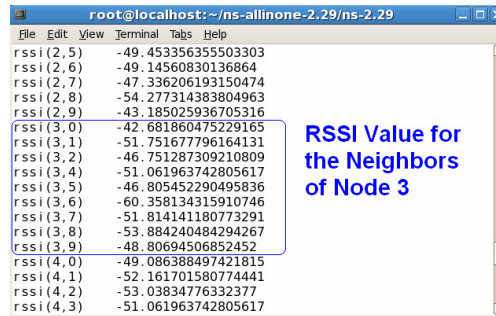 root@localhost:~/ns-allinone-2.29/ns-2.29
File Edit View Terminal Tabs Help
rssi(2,5) -49.453356355503303
rssi(2,6) -49.14560830136864
rssi(2,7) -47.336206193150474
rssi(2,8) -54.277314383804963
rssi(2,9) -43.185025936705316
rssi(3,0) -42.681860475229165
rssi(3,1) -51.751677796164131
rssi(3,2) -46.751287309210809
rssi(3,4) -51.061963742805617
rssi(3,5) -46.805452290495836
rssi(3,6) -60.358134315910746
rssi(3,7) -51.814141180773291
rssi(3,8) -53.884240484294267
rssi(3,9) -48.80694506852452
rssi(4,0) -49.086388497421815
rssi(4,1) -52.161701580774441
rssi(4,2) -53.03834776332377
rssi(4,3) -51.061963742805617
RSSI Value for
the Neighbors
of Node 3